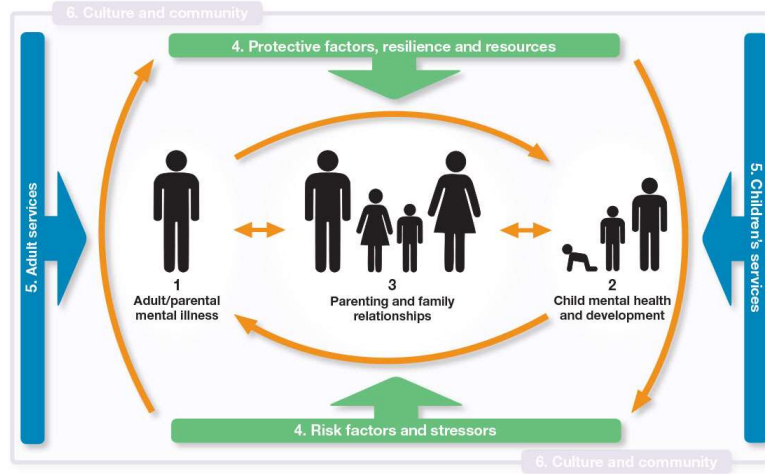 6. Culture and community
4. Protective factors, resilience and resources
5. Adult services
5. Children's services
1
Adult/parental
mental illness
3
Parenting and family
relationships
2
Child mental health
and development
4. Risk factors and stressors
6. Culture and community